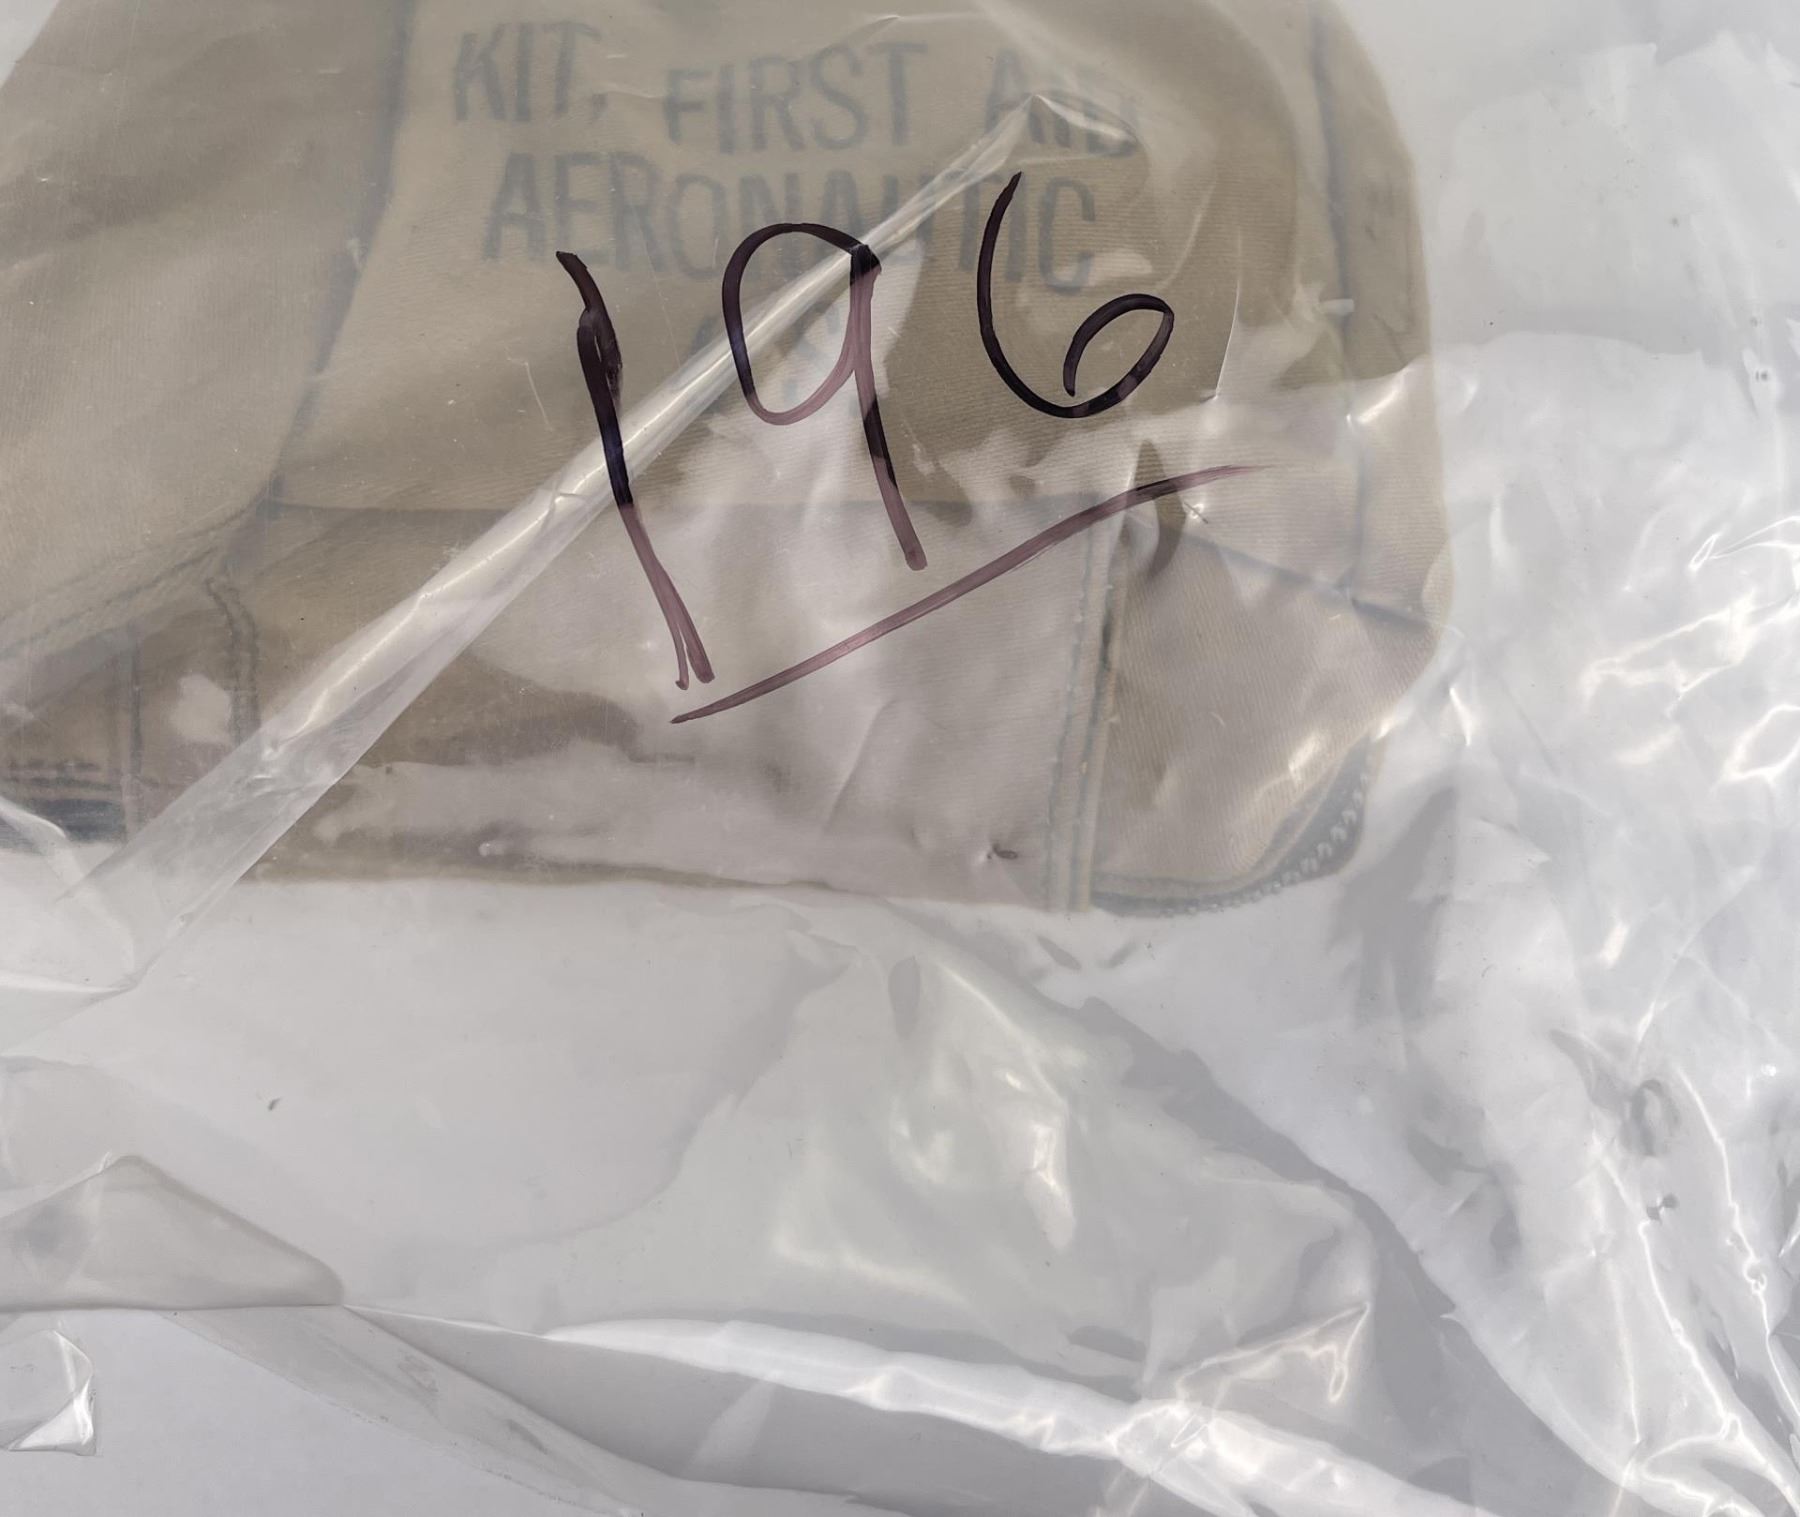 KIT, FIRST AID
AERONAUTIC
196